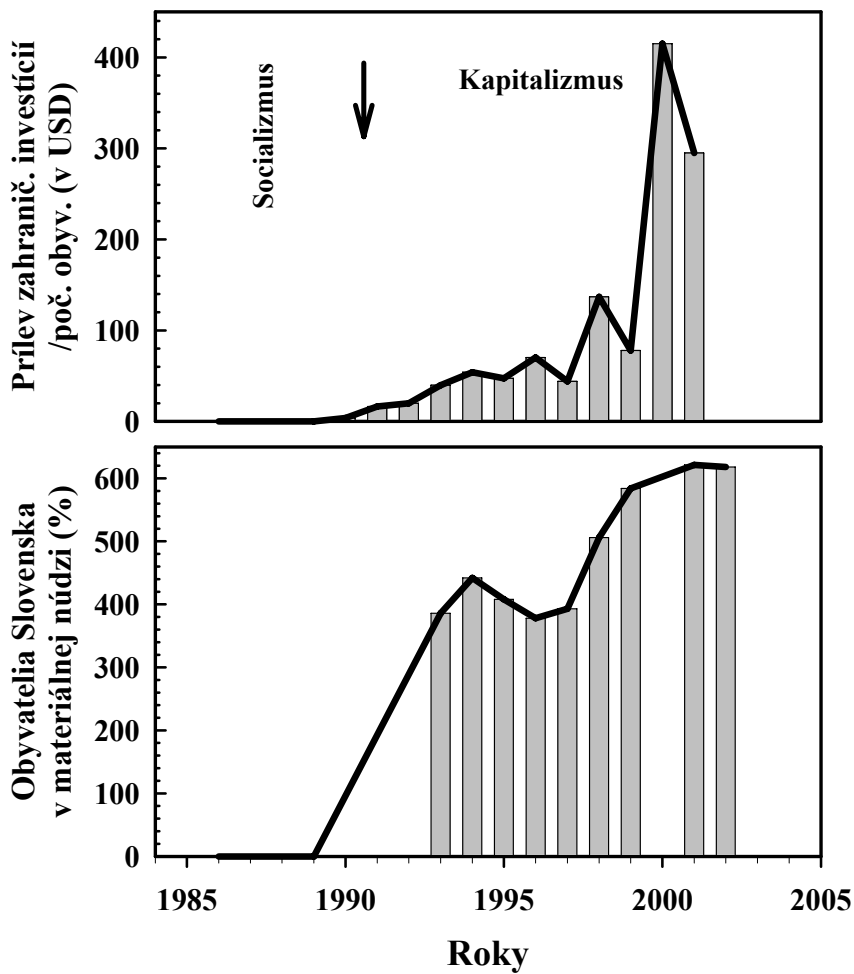 Prílev zahranič. investícií
/poč. obyv. (v USD)
400
300
200
100
0
Socializmus
Kapitalizmus
Obyvatelia Slovenska
v materiálnej núdzi (%)
600
500
400
300
200
100
0
1985 1990 1995 2000 2005
Roky